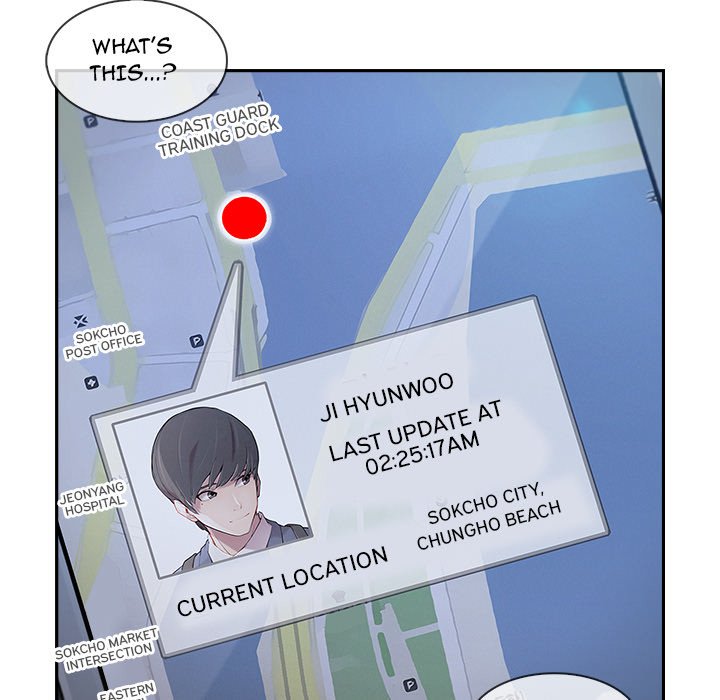 WHAT'S
THIS...?
COAST GUARD
TRAINING DOCK
P
SOKCHO
POST OFFICE
P
JI HYUNWOO
LAST UPDATE AT
02:25:17AM
JEONYANG
HOSPITAL
SOKCHO CITY,
CHUNGHO BEACH
CURRENT LOCATION
SOKCHO MARKET
INTERSECTION
EASTERN
P